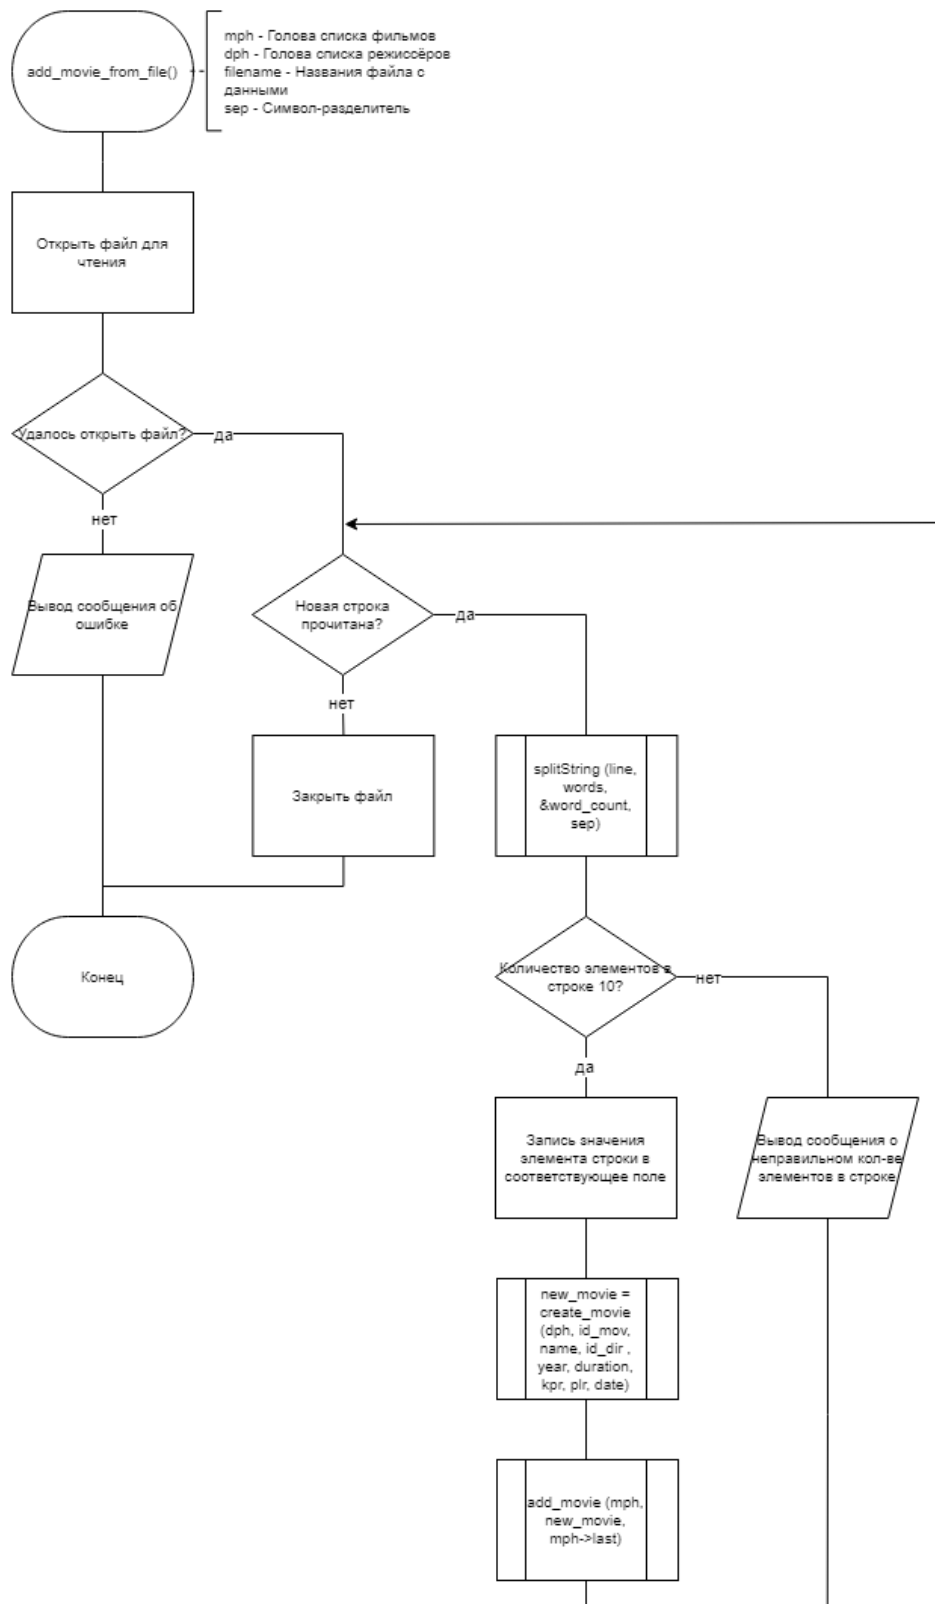 add_movie_from_file()
mph - Голова списка фильмов
dph - Голова списка режиссёров
filename - Названия файла с
данными
sep - Символ-разделитель
Открыть файл для
чтения
Удалось открыть файл?
да
нет
Вывод сообщения об
ошибке
Новая строка
прочитана?
да
нет
Закрыть файл
splitString (line,
words,
&word_count,
sep)
Конец
Количество элементов в
строке 10?
нет
да
Запись значения
элемента строки в
соответствующее поле
Вывод сообщения о
неправильном кол-ве
элементов в строке
new_movie =
create_movie
(dph, id_mov,
name, id_dir ,
year, duration,
kpr, plr, date)
add_movie (mph,
new_movie,
mph->last)